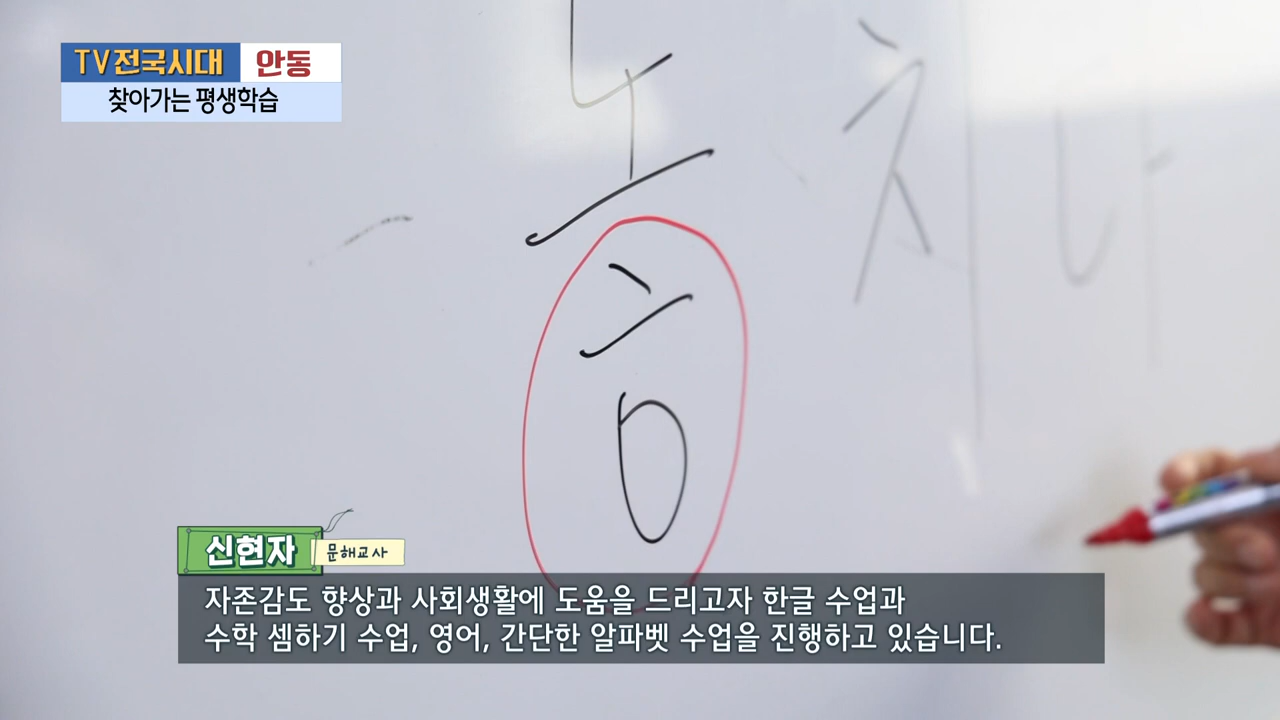 TV전국시대 안동
찾아가는 평생학습
놓치나
신현자 문해교사
자존감도 향상과 사회생활에 도움을 드리고자 한글 수업과
수학 셈하기 수업, 영어, 간단한 알파벳 수업을 진행하고 있습니다.